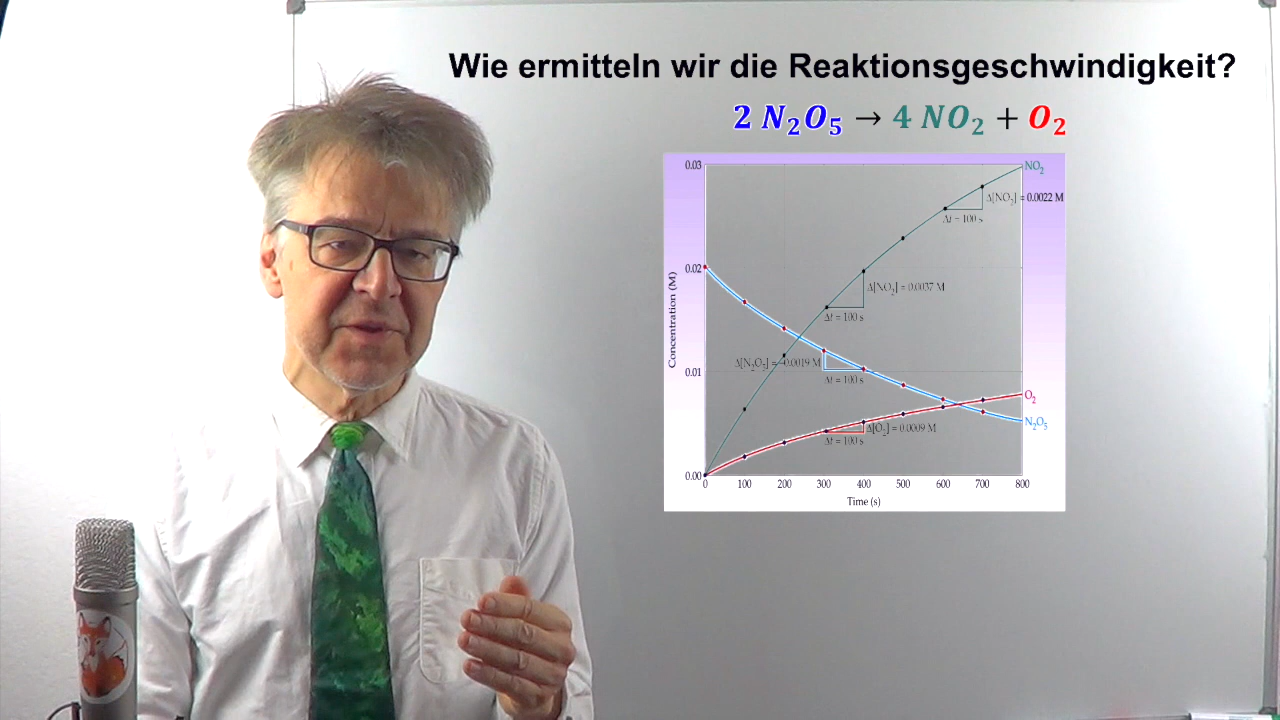 Wie ermitteln wir die Reaktionsgeschwindigkeit?
2 N₂O₅ → 4 NO₂ + O₂
0.03
NO₂
Δ[NO₂] = 0.0022 M
Δt = 100 s
0.02
Δ[NO₂] = 0.0037 M
Δt = 100 s
Concentration (M)
Δ[N₂O₅] = -0.0019 M
0.01
Δt = 100 s
O₂
Δ[O₂] = 0.0009 M
N₂O₅
Δt = 100 s
0.00
0 100 200 300 400 500 600 700 800
Time (s)